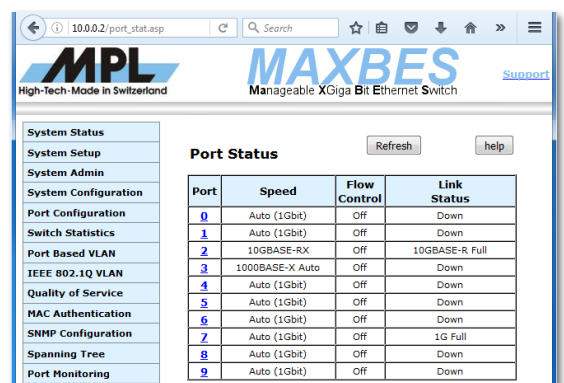 10.0.0.2/port_stat.asp
Search
MPL
High-Tech · Made in Switzerland
MAXBES
Manageable XGiga Bit Ethernet Switch
Support
System Status
System Setup
System Admin
System Configuration
Port Configuration
Switch Statistics
Port Based VLAN
IEEE 802.1Q VLAN
Quality of Service
MAC Authentication
SNMP Configuration
Spanning Tree
Port Monitoring
Port Status
Refresh
help
Port Speed Flow Control Link Status
0 Auto (1Gbit) Off Down
1 Auto (1Gbit) Off Down
2 10GBASE-RX Off 10GBASE-R Full
3 1000BASE-X Auto Off Down
4 Auto (1Gbit) Off Down
5 Auto (1Gbit) Off Down
6 Auto (1Gbit) Off Down
7 Auto (1Gbit) Off 1G Full
8 Auto (1Gbit) Off Down
9 Auto (1Gbit) Off Down